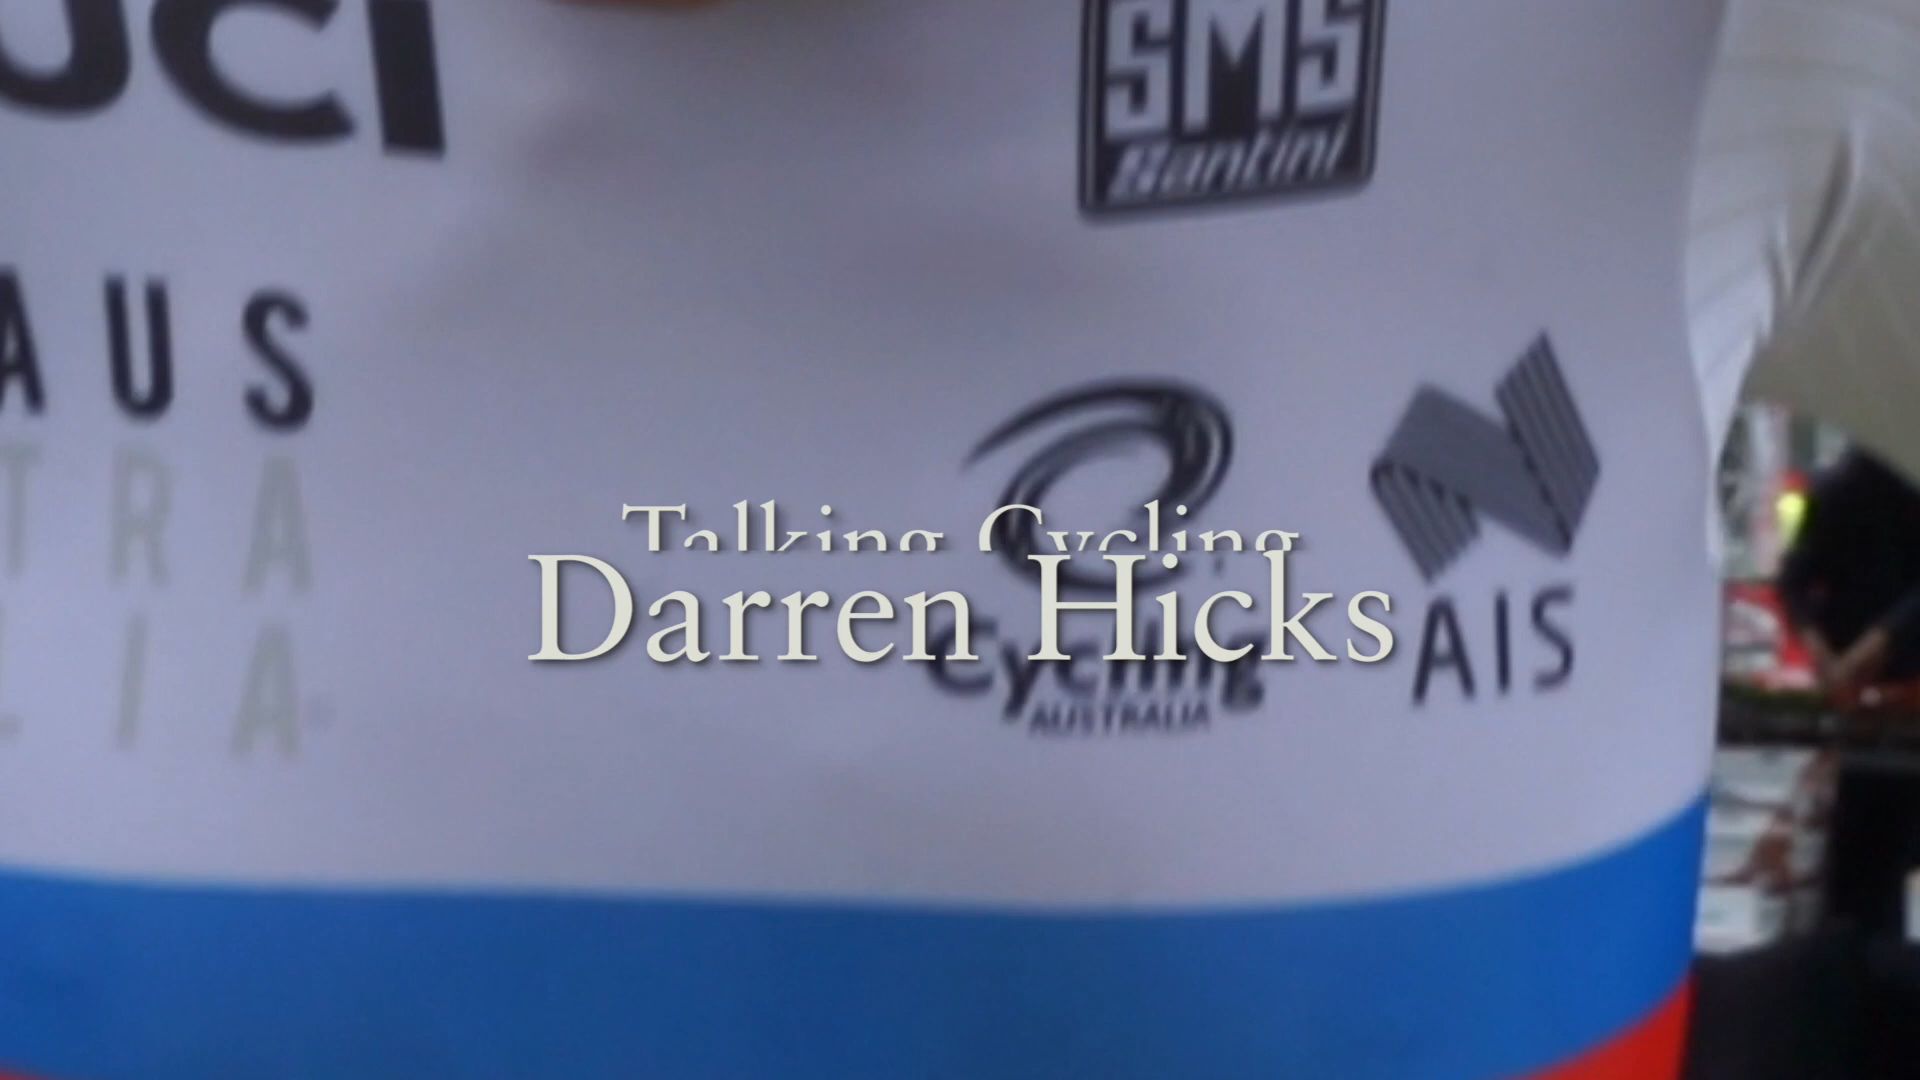 UCI
SMS
Santini
AUS
TRA
LIA
Talking Cycling
Darren Hicks
Cycling
AUSTRALIA
AIS